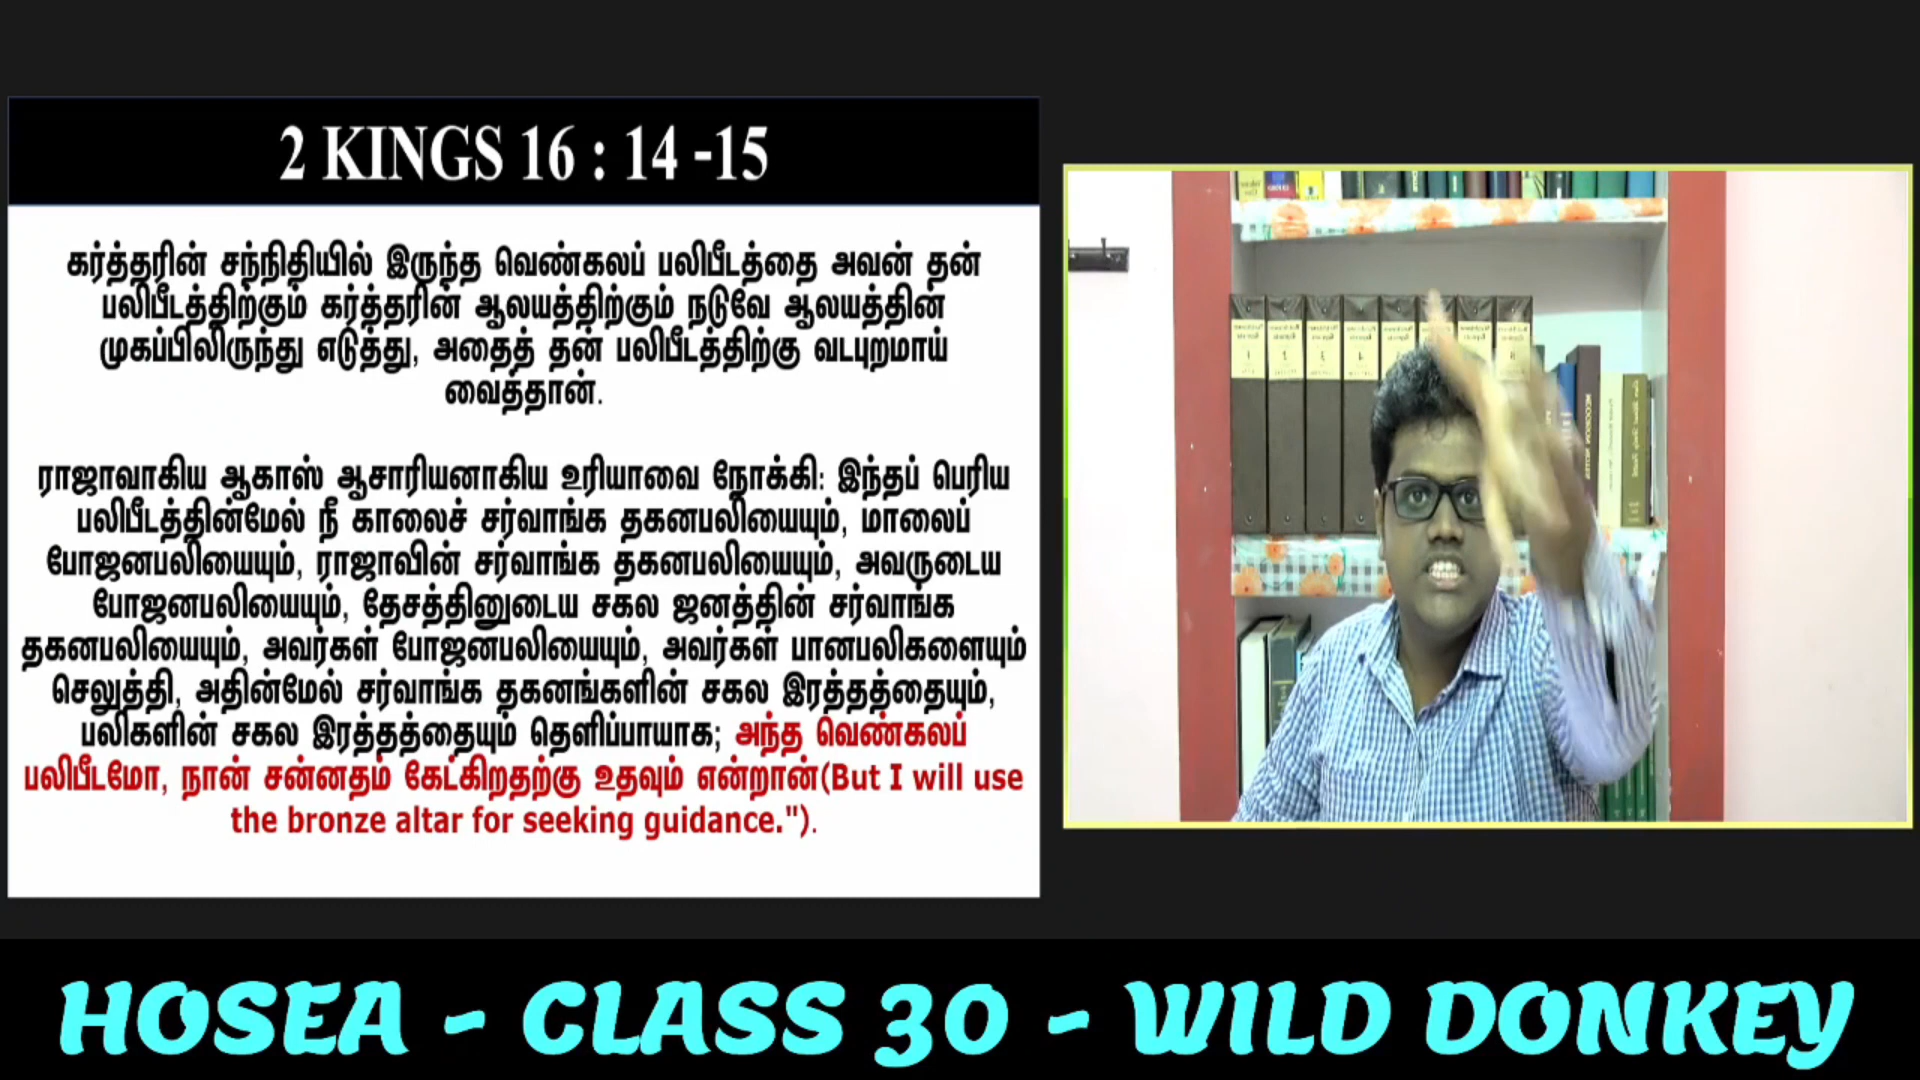 2 KINGS 16 : 14 -15
கர்த்தரின் சந்நிதியில் இருந்த வெண்கலப் பலிபீடத்தை அவன் தன்
பலிபீடத்திற்கும் கர்த்தரின் ஆலயத்திற்கும் நடுவே ஆலயத்தின்
முகப்பிலிருந்து எடுத்து, அதைத் தன் பலிபீடத்திற்கு வடபுறமாய்
வைத்தான்.
ராஜாவாகிய ஆகாஸ் ஆசாரியனாகிய உரியாவை நோக்கி: இந்தப் பெரிய
பலிபீடத்தின்மேல் நீ காலைச் சர்வாங்க தகனபலியையும், மாலைப்
போஜனபலியையும், ராஜாவின் சர்வாங்க தகனபலியையும், அவருடைய
போஜனபலியையும், தேசத்தினுடைய சகல ஜனத்தின் சர்வாங்க
தகனபலியையும், அவர்கள் போஜனபலியையும், அவர்கள் பானபலிகளையும்
செலுத்தி, அதின்மேல் சர்வாங்க தகனங்களின் சகல இரத்தத்தையும்,
பலிகளின் சகல இரத்தத்தையும் தெளிப்பாயாக; அந்த வெண்கலப்
பலிபீடமோ, நான் சன்னதம் கேட்கிறதற்கு உதவும் என்றான்(But I will use
the bronze altar for seeking guidance.").
HOSEA - CLASS 30 - WILD DONKEY